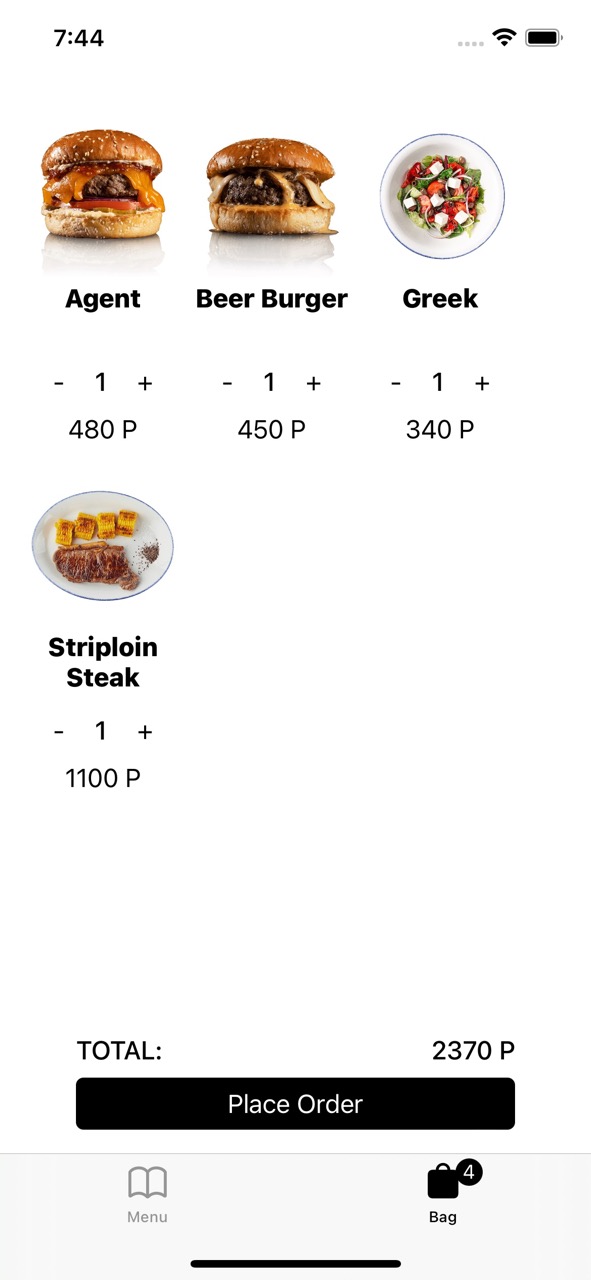 7:44
Agent
Beer Burger
Greek
- 1 +
- 1 +
- 1 +
480 P
450 P
340 P
Striploin
Steak
- 1 +
1100 P
TOTAL:
2370 P
Place Order
4
Menu
Bag